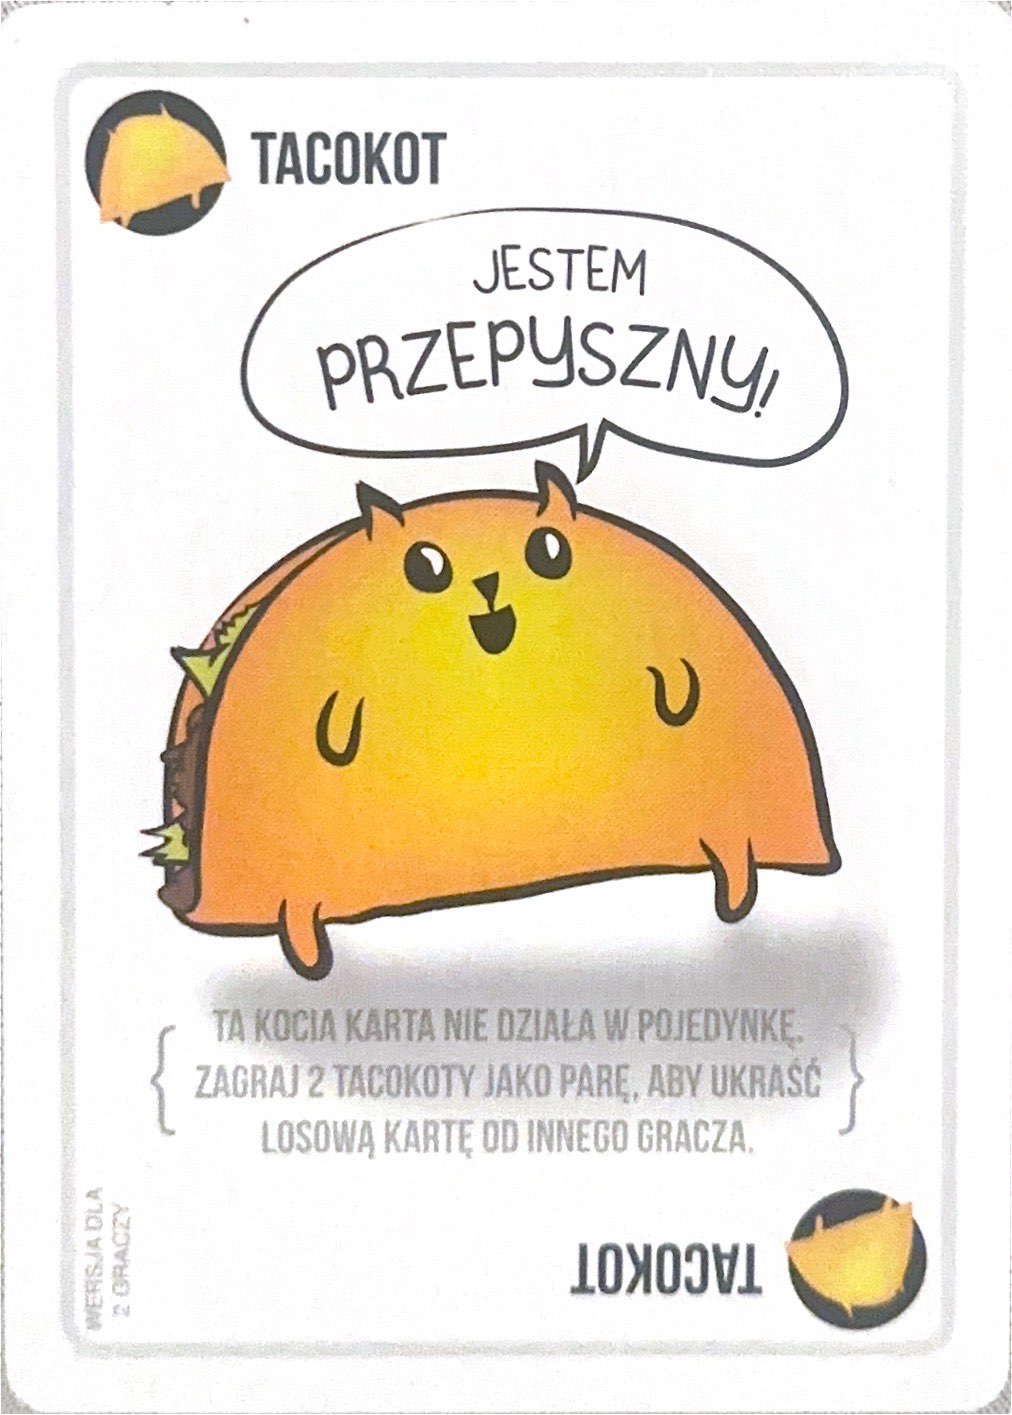 TACOKOT
JESTEM
PRZEPYSZNY!
TA KOCIA KARTA NIE DZIAŁA W POJEDYNKĘ.
ZAGRAJ 2 TACOKOTY JAKO PARĘ, ABY UKRAŚĆ
LOSOWĄ KARTĘ OD INNEGO GRACZA.
WERSJA DLA
2 GRACZY
TACOKOT